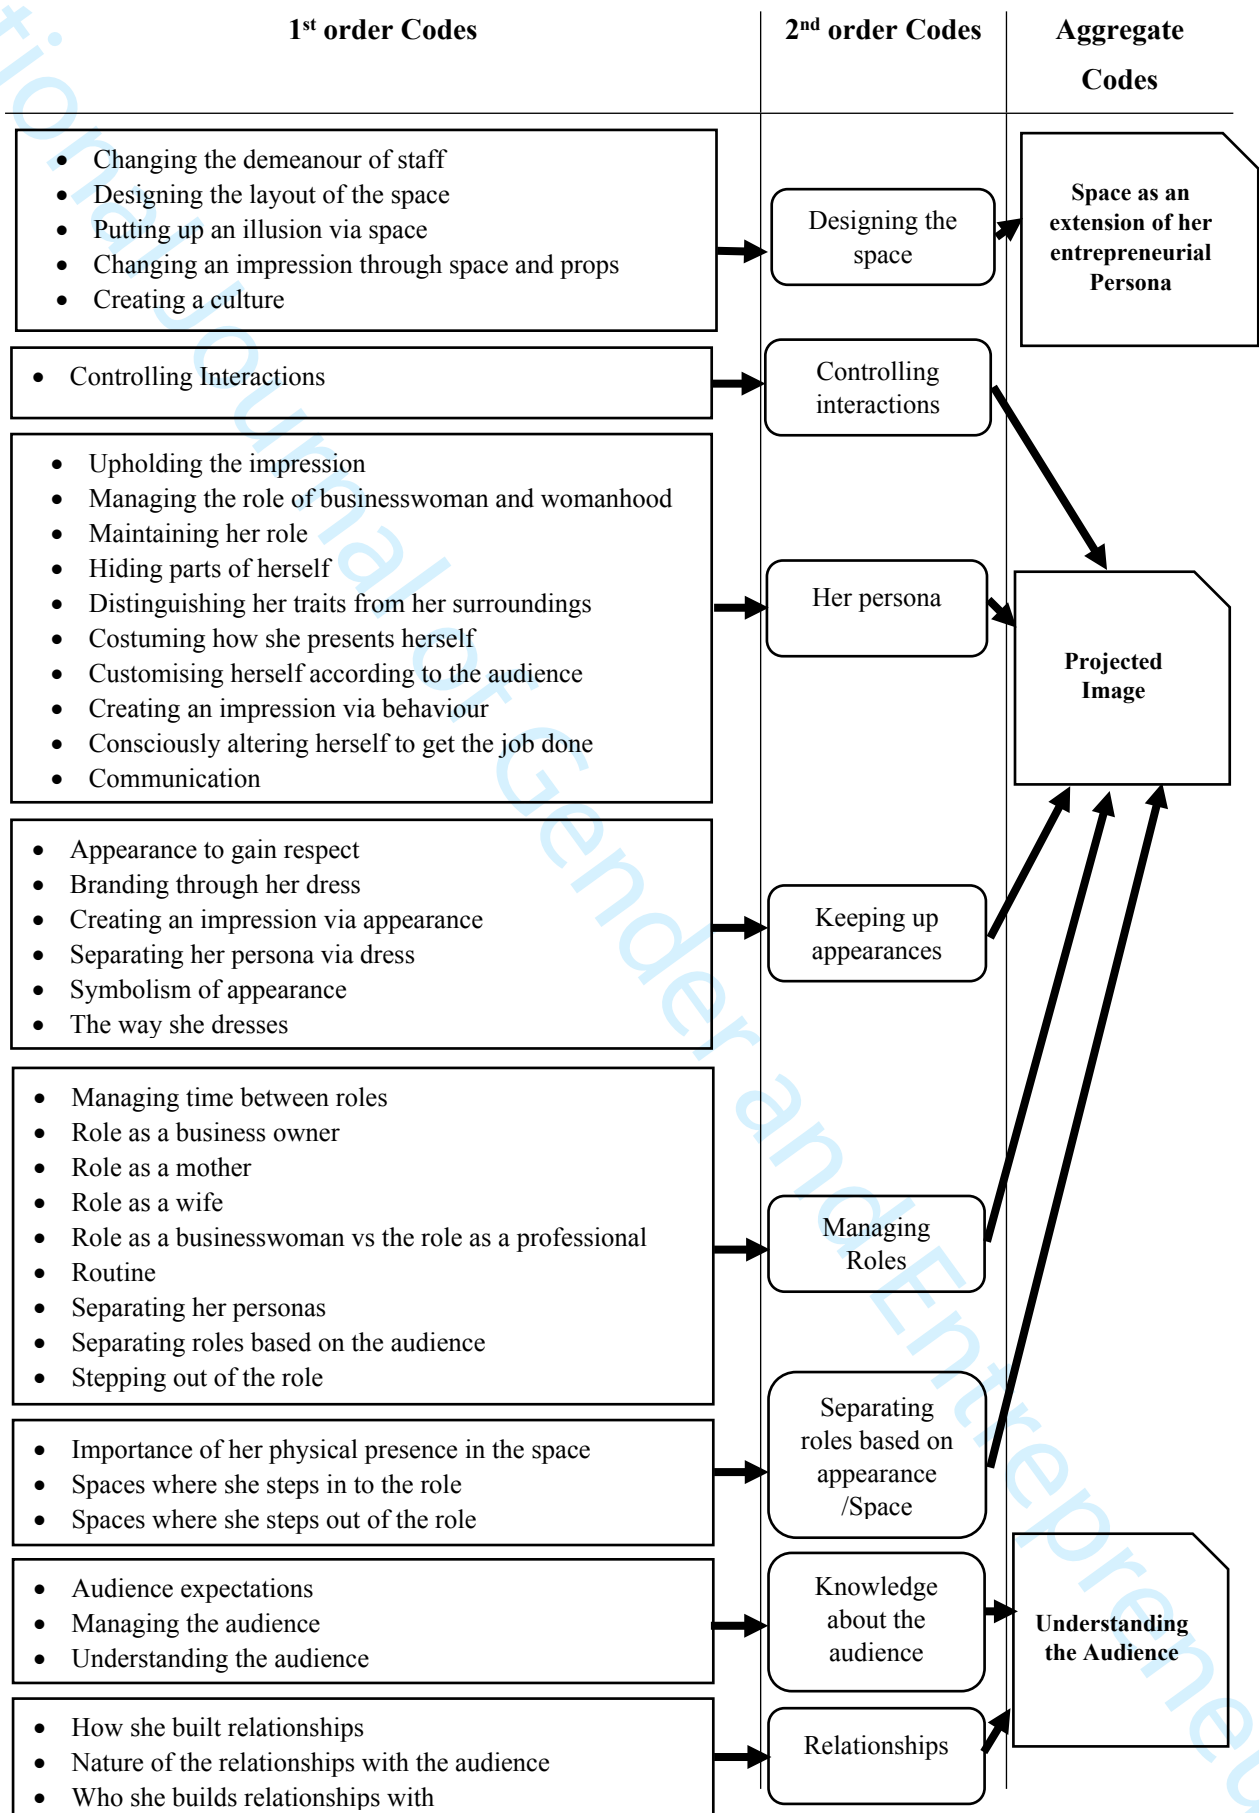 1st order Codes
2nd order Codes
Aggregate
Codes
• Changing the demeanour of staff
• Designing the layout of the space
• Putting up an illusion via space
• Changing an impression through space and props
• Creating a culture
Designing the
space
Space as an
extension of her
entrepreneurial
Persona
• Controlling Interactions
Controlling
interactions
• Upholding the impression
• Managing the role of businesswoman and womanhood
• Maintaining her role
• Hiding parts of herself
• Distinguishing her traits from her surroundings
• Costuming how she presents herself
• Customising herself according to the audience
• Creating an impression via behaviour
• Consciously altering herself to get the job done
• Communication
Her persona
Projected
Image
• Appearance to gain respect
• Branding through her dress
• Creating an impression via appearance
• Separating her persona via dress
• Symbolism of appearance
• The way she dresses
Keeping up
appearances
• Managing time between roles
• Role as a business owner
• Role as a mother
• Role as a wife
• Role as a businesswoman vs the role as a professional
• Routine
• Separating her personas
• Separating roles based on the audience
• Stepping out of the role
Managing
Roles
• Importance of her physical presence in the space
• Spaces where she steps in to the role
• Spaces where she steps out of the role
Separating
roles based on
appearance
/Space
• Audience expectations
• Managing the audience
• Understanding the audience
Knowledge
about the
audience
Understanding
the Audience
• How she built relationships
• Nature of the relationships with the audience
• Who she builds relationships with
Relationships
tional Journal of Gender and Entrepreneu